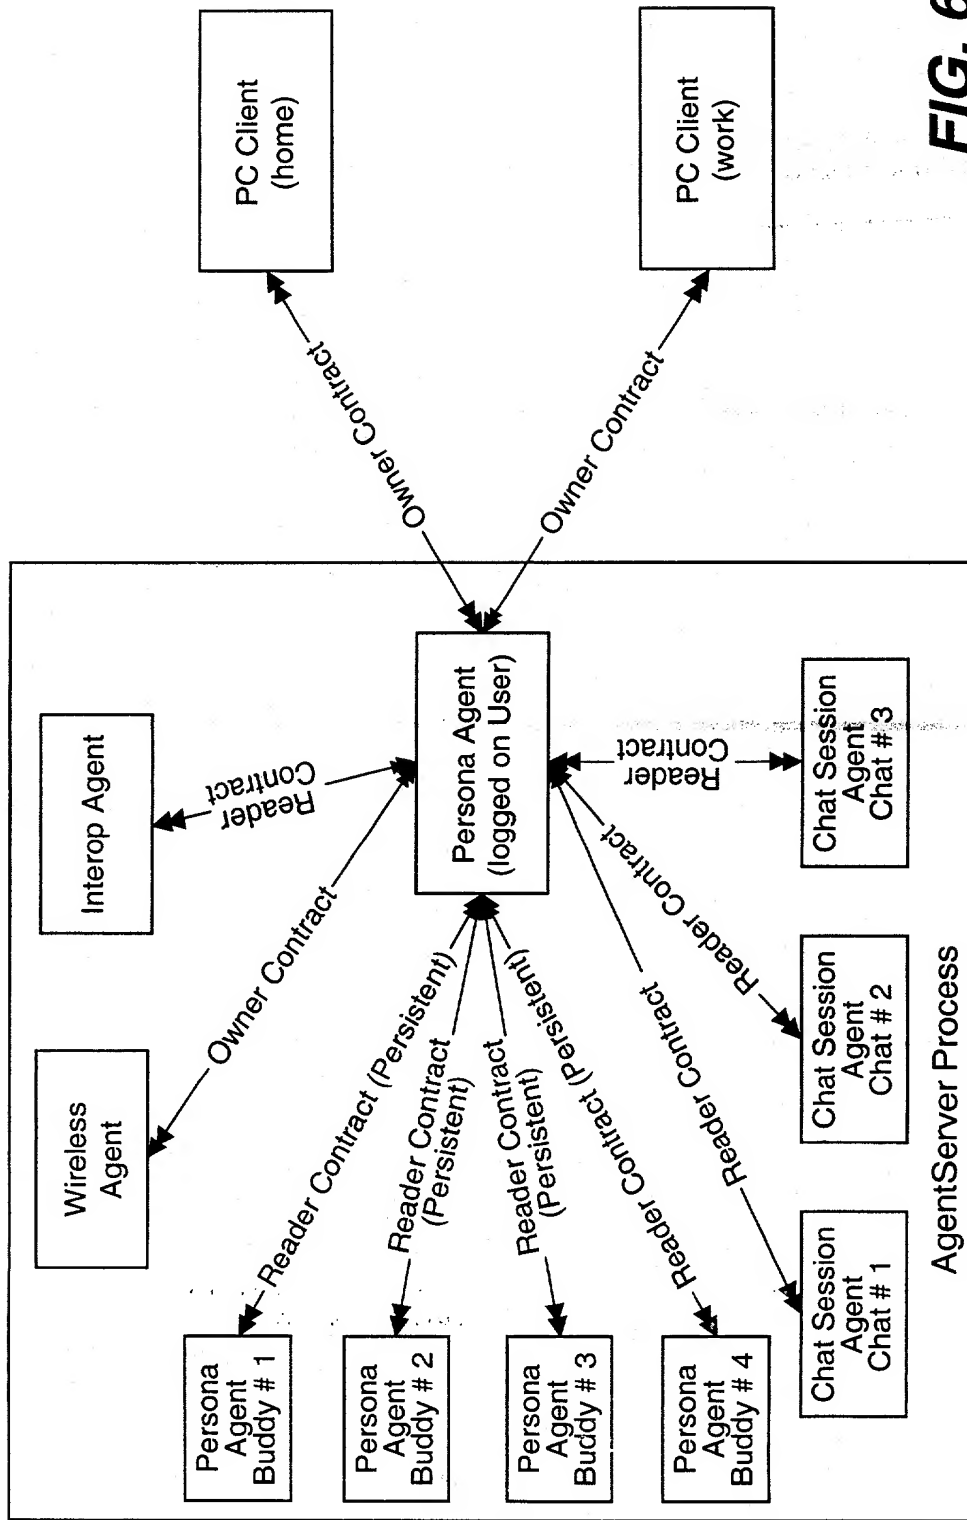 Wireless
Agent
Interop Agent
Owner Contract
Reader
Contract
Persona
Agent
Buddy # 1
Persona
Agent
Buddy # 2
Persona
Agent
Buddy # 3
Persona
Agent
Buddy # 4
Reader Contract (Persistent)
Reader Contract
(Persistent)
Reader Contract
(Persistent)
Reader Contract (Persistent)
Persona Agent
(logged on User)
Owner Contract
Owner Contract
PC Client
(home)
PC Client
(work)
Reader Contract
Reader Contract
Reader
Contract
Chat Session
Agent
Chat # 1
Chat Session
Agent
Chat # 2
Chat Session
Agent
Chat # 3
AgentServer Process
FIG. 6